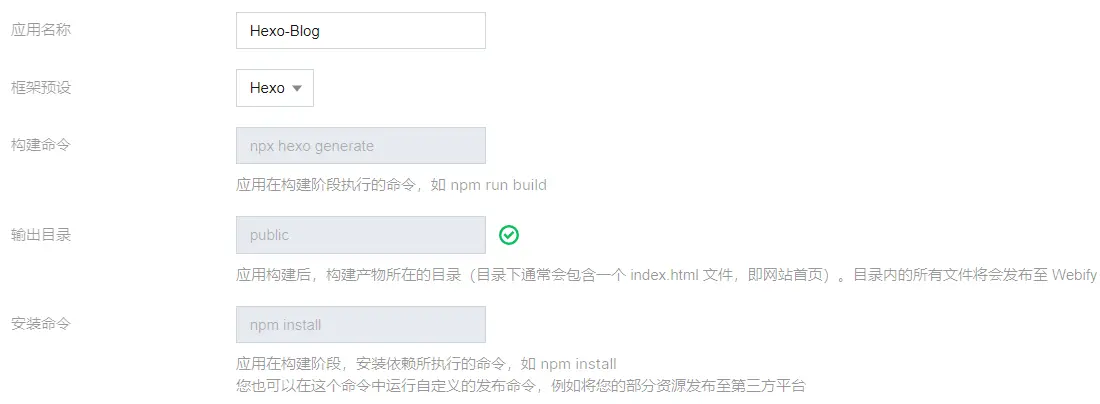 应用名称
Hexo-Blog
框架预设
Hexo
构建命令
npx hexo generate
应用在构建阶段执行的命令，如 npm run build
输出目录
public
应用构建后，构建产物所在的目录（目录下通常会包含一个 index.html 文件，即网站首页）。目录内的所有文件将会发布至 Webify
安装命令
npm install
应用在构建阶段，安装依赖所执行的命令，如 npm install
您也可以在这个命令中运行自定义的发布命令，例如将您的部分资源发布至第三方平台